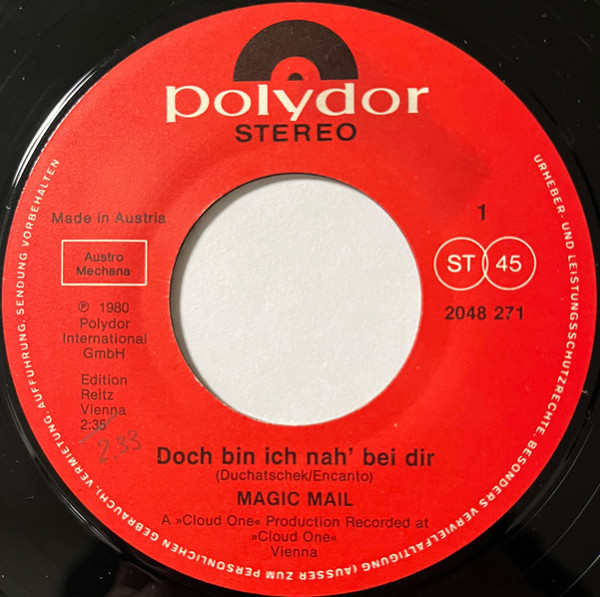 polydor
STEREO
Made in Austria
Austro
Mechana
℗ 1980
Polydor
International
GmbH
Edition
Reitz
Vienna
2:35
2.38
1
ST 45
2048 271
Doch bin ich nah' bei dir
(Duchatschek/Encanto)
MAGIC MAIL
A »Cloud One« Production Recorded at
»Cloud One«
Vienna
URHEBER- UND LEISTUNGSSCHUTZRECHTE, BESONDERS VERVIELFÄLTIGUNG (AUSSER ZUM PERSÖNLICHEN GEBRAUCH), VERMIETUNG, AUFFÜHRUNG, SENDUNG VORBEHALTEN